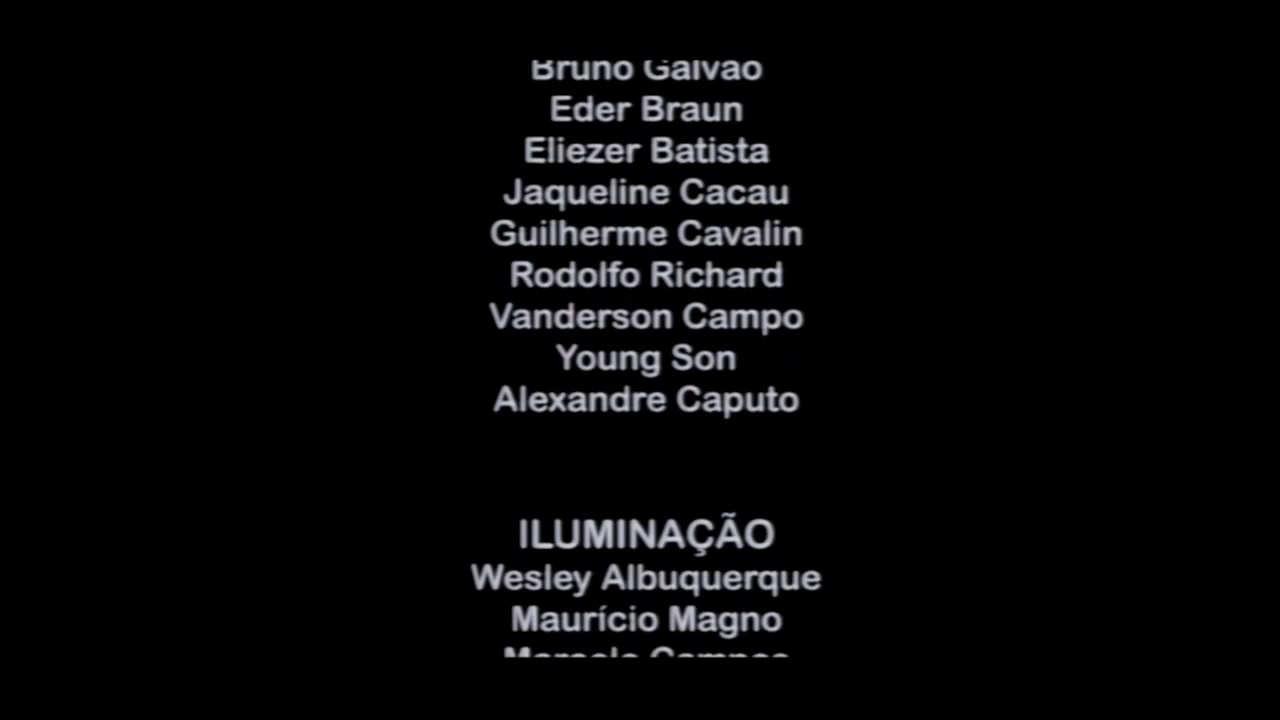 Bruno Galvão
Eder Braun
Eliezer Batista
Jaqueline Cacau
Guilherme Cavalin
Rodolfo Richard
Vanderson Campo
Young Son
Alexandre Caputo
ILUMINAÇÃO
Wesley Albuquerque
Maurício Magno